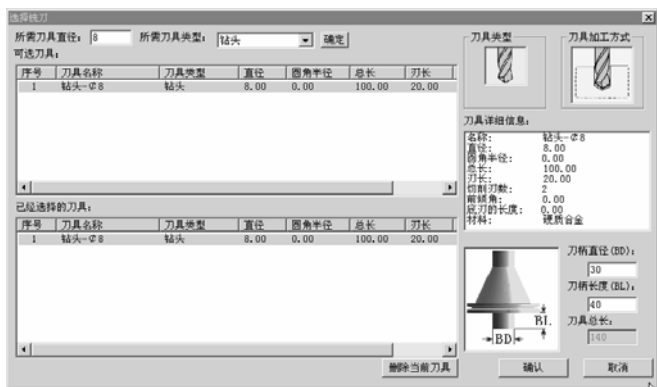 选择铣刀
所需刀具直径: 8 所需刀具类型: 钻头 确定
可选刀具:
序号 刀具名称 刀具类型 直径 圆角半径 总长 刃长
1 钻头-Φ8 钻头 8.00 0.00 100.00 20.00
已经选择的刀具:
序号 刀具名称 刀具类型 直径 圆角半径 总长 刃长
1 钻头-Φ8 钻头 8.00 0.00 100.00 20.00
删除当前刀具
刀具类型 刀具加工方式
刀具详细信息:
名称: 钻头-Φ8
直径: 8.00
圆角半径: 0.00
总长: 100.00
刃长: 20.00
切削刃数: 2
前倾角: 0.00
底刃的长度: 0.00
材料: 硬质合金
BL
BD
刀柄直径(BD):
30
刀柄长度(BL):
40
刀具总长:
140
确认 取消